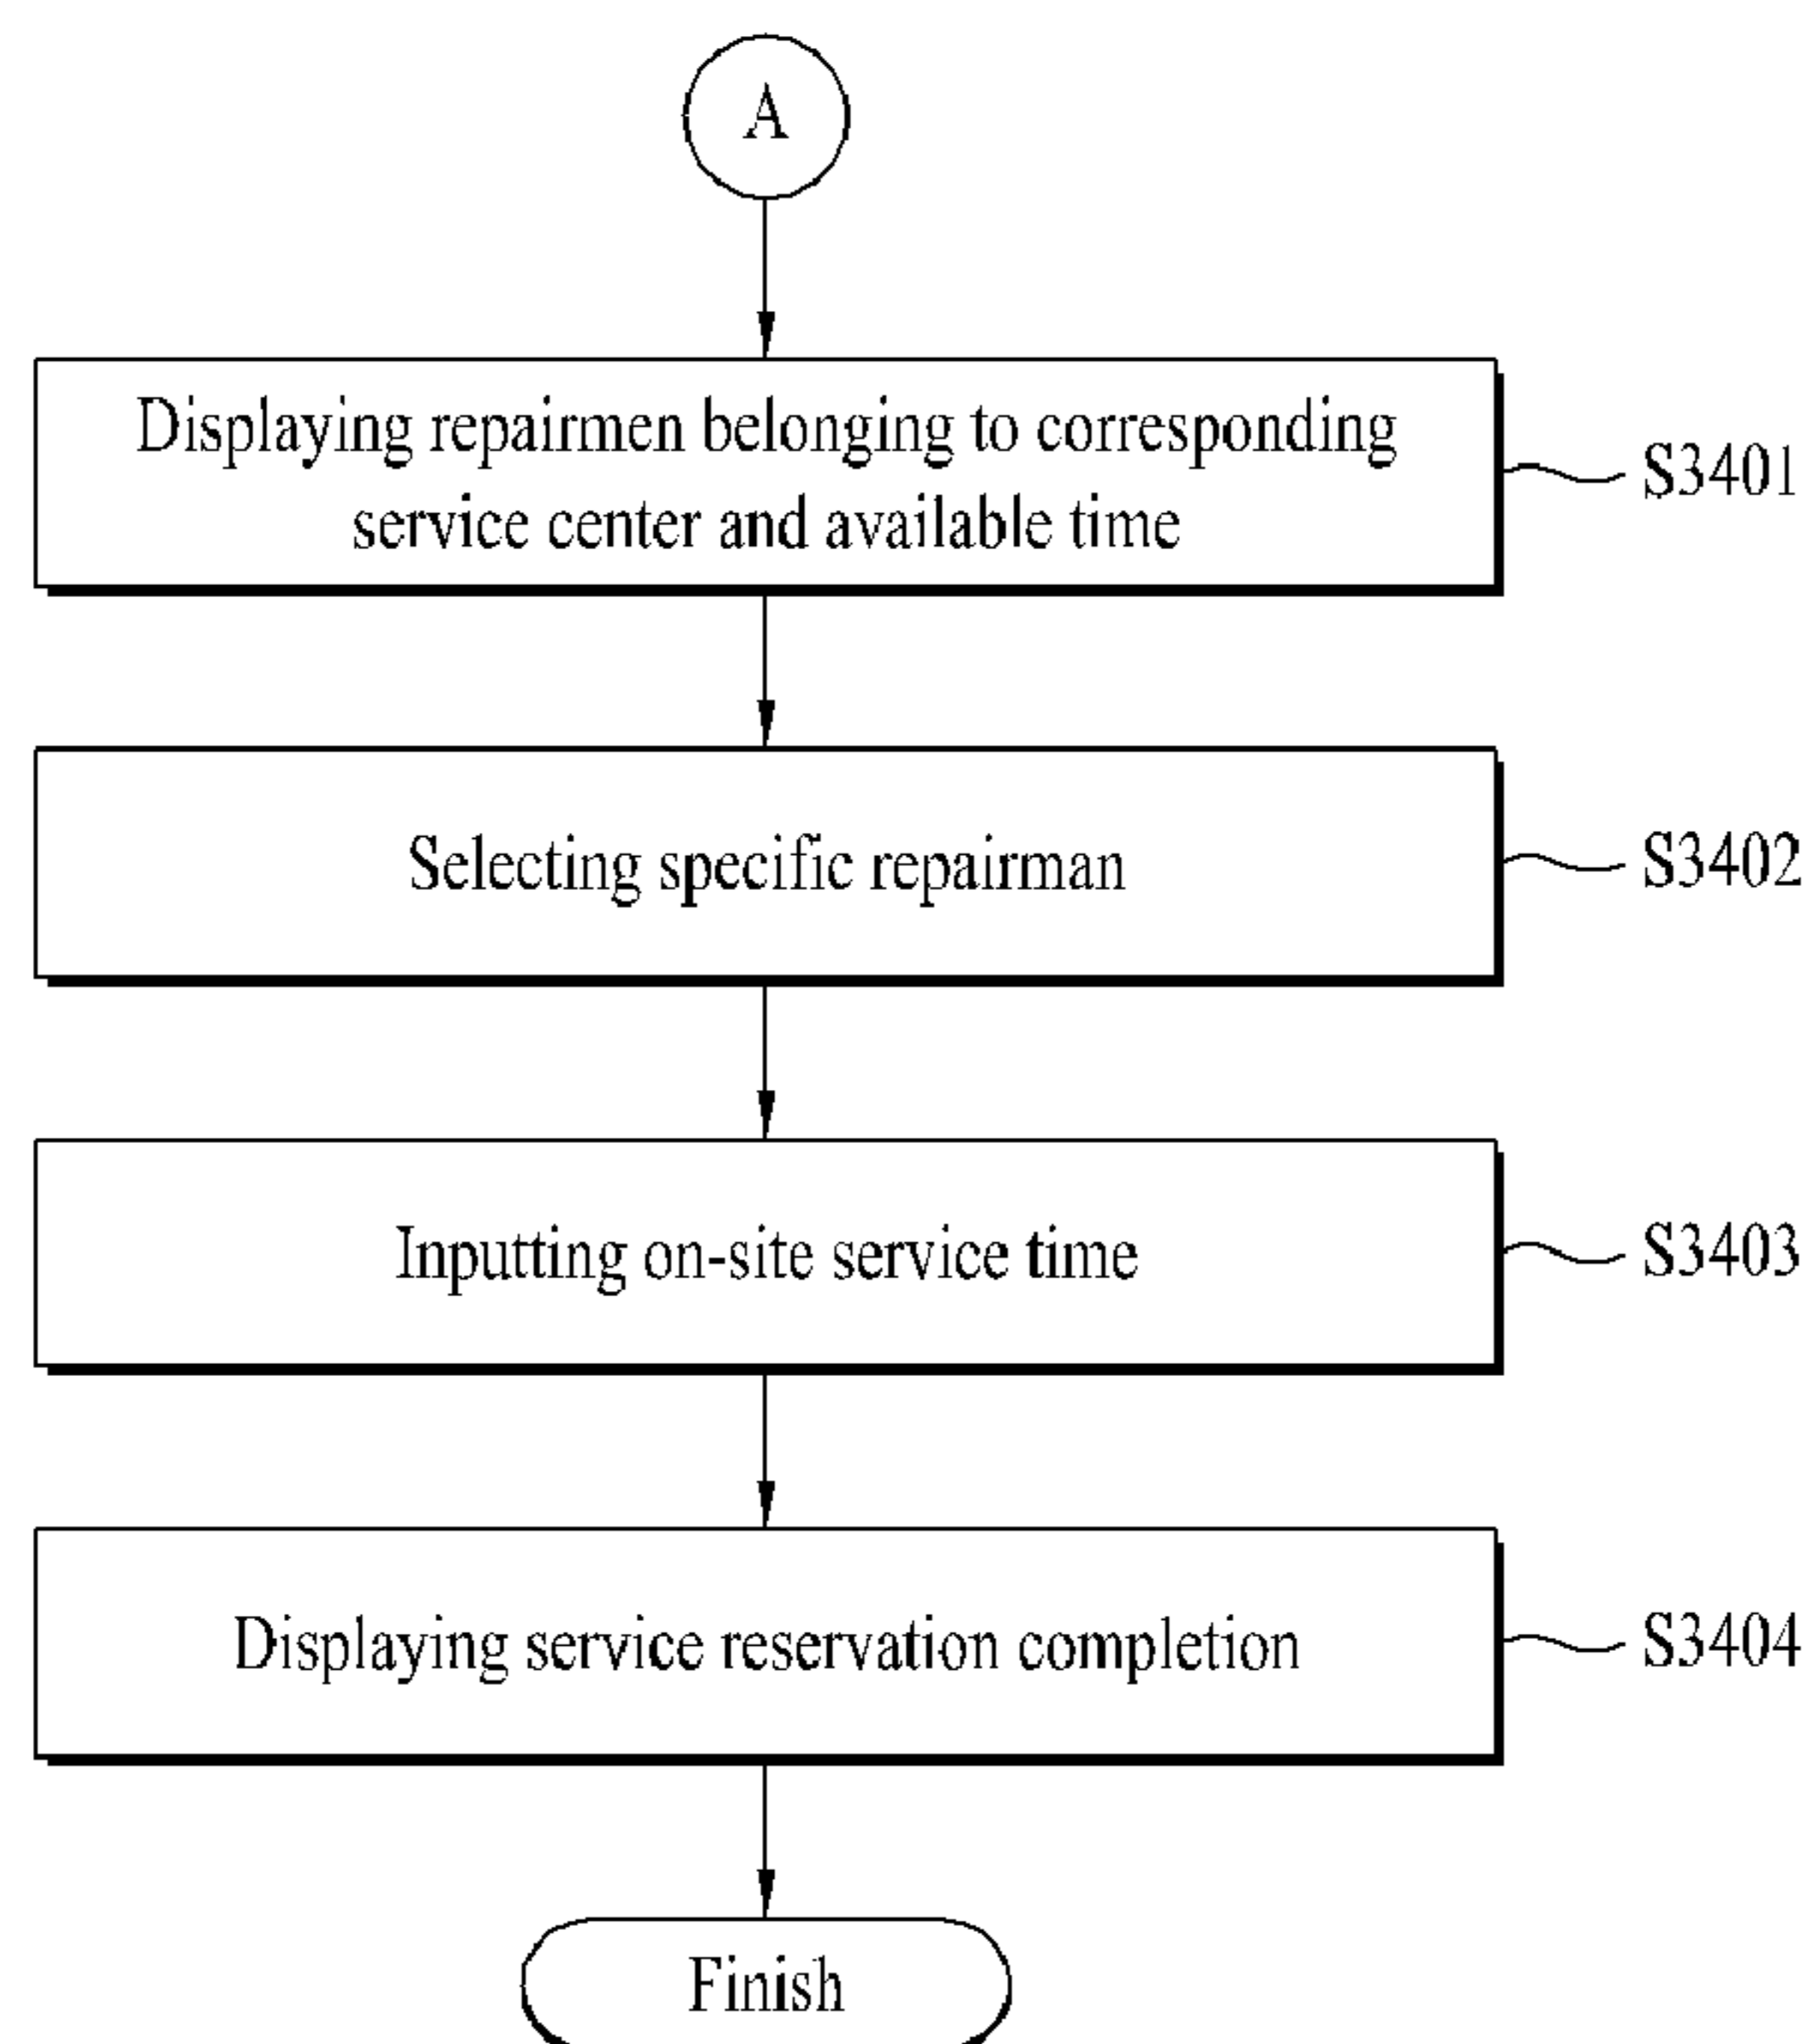 A
Displaying repairmen belonging to corresponding
service center and available time
S3401
Selecting specific repairman
S3402
Inputting on-site service time
S3403
Displaying service reservation completion
S3404
Finish